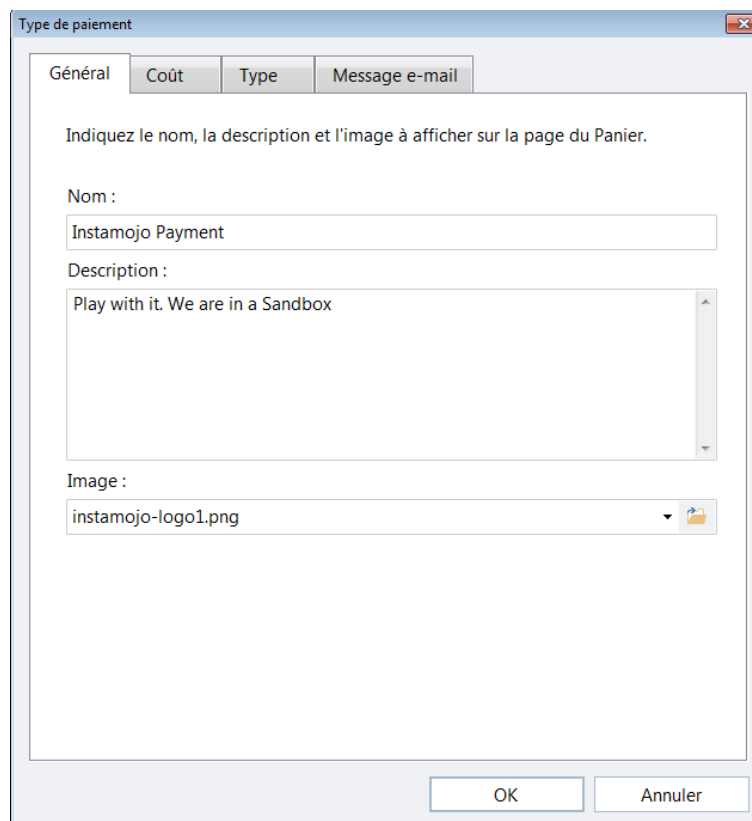 Type de paiement
Général Coût Type Message e-mail
Indiquez le nom, la description et l'image à afficher sur la page du Panier.
Nom :
Instamojo Payment
Description :
Play with it. We are in a Sandbox
Image :
instamojo-logo1.png
OK Annuler